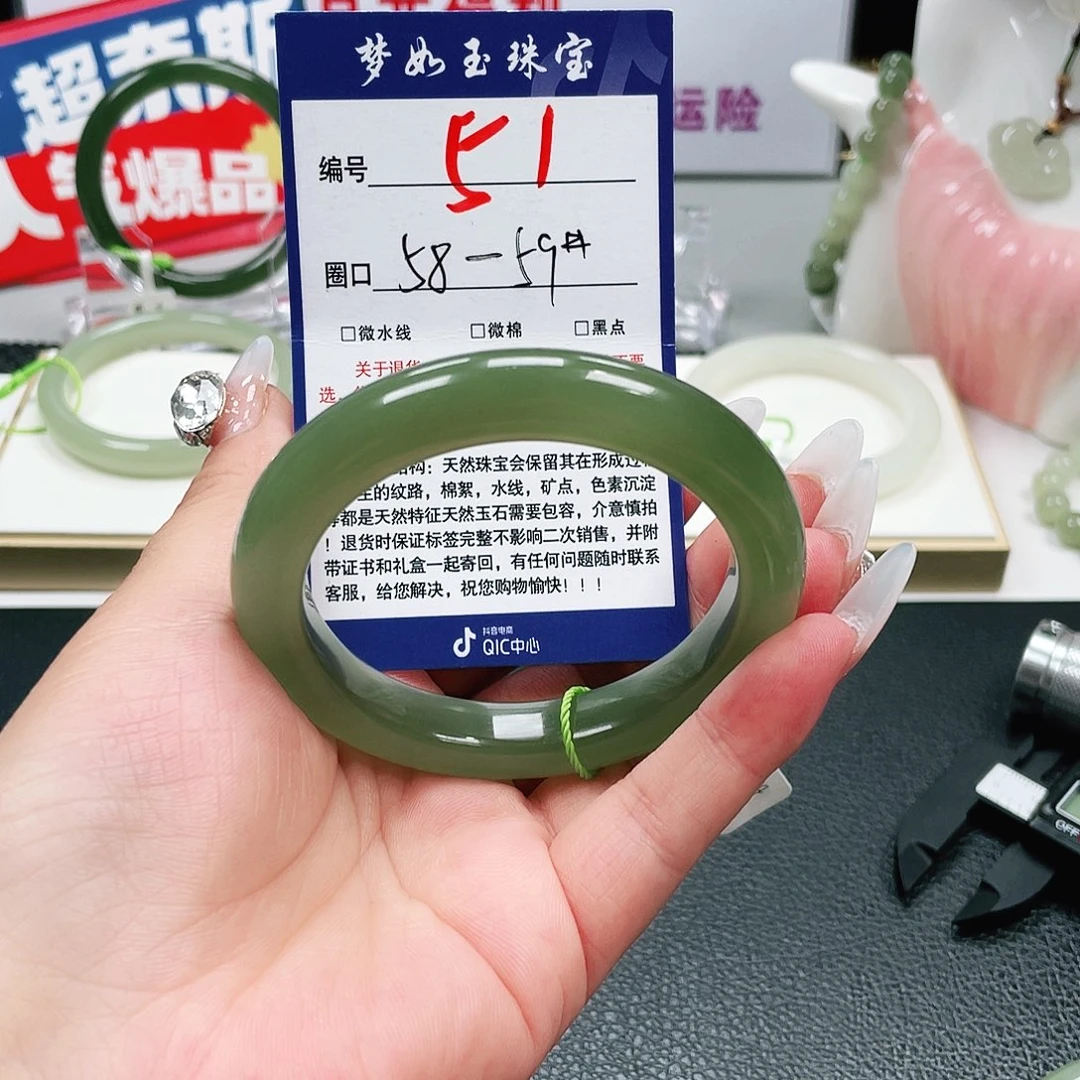 超奈斯
人气爆品
运险
梦如玉珠宝
编号 51
圈口 58-59#
□微水线 □微棉 □黑点
关于退货
选
结构：天然珠宝会保留其在形成过
生的纹路，棉絮，水线，矿点，色素沉淀
都是天然特征天然玉石需要包容，介意慎拍
！退货时保证标签完整不影响二次销售，并附
带证书和礼盒一起寄回，有任何问题随时联系
客服，给您解决，祝您购物愉快！！！
抖音电商
QIC中心
OFF